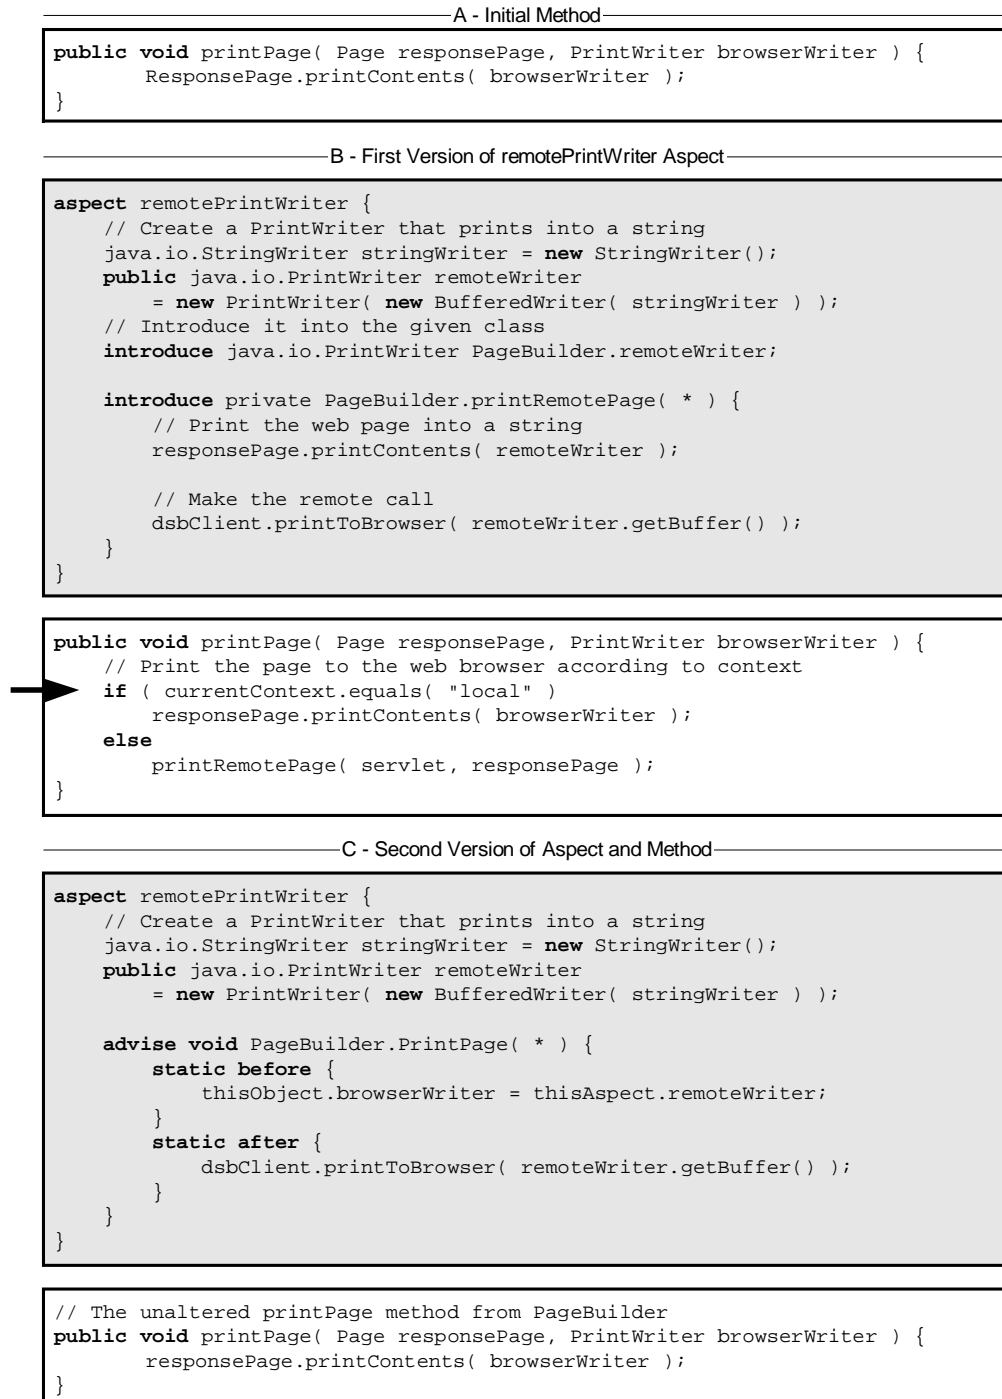 A - Initial Method
public void printPage( Page responsePage, PrintWriter browserWriter ) {
ResponsePage.printContents( browserWriter );
}
B - First Version of remotePrintWriter Aspect
aspect remotePrintWriter {
// Create a PrintWriter that prints into a string
java.io.StringWriter stringWriter = new StringWriter();
public java.io.PrintWriter remoteWriter
= new PrintWriter( new BufferedWriter( stringWriter ) );
// Introduce it into the given class
introduce java.io.PrintWriter PageBuilder.remoteWriter;
introduce private PageBuilder.printRemotePage( * ) {
// Print the web page into a string
responsePage.printContents( remoteWriter );
// Make the remote call
dsbClient.printToBrowser( remoteWriter.getBuffer() );
}
}
public void printPage( Page responsePage, PrintWriter browserWriter ) {
// Print the page to the web browser according to context
if ( currentContext.equals( "local" )
responsePage.printContents( browserWriter );
else
printRemotePage( servlet, responsePage );
}
C - Second Version of Aspect and Method
aspect remotePrintWriter {
// Create a PrintWriter that prints into a string
java.io.StringWriter stringWriter = new StringWriter();
public java.io.PrintWriter remoteWriter
= new PrintWriter( new BufferedWriter( stringWriter ) );
advise void PageBuilder.PrintPage( * ) {
static before {
thisObject.browserWriter = thisAspect.remoteWriter;
}
static after {
dsbClient.printToBrowser( remoteWriter.getBuffer() );
}
}
}
// The unaltered printPage method from PageBuilder
public void printPage( Page responsePage, PrintWriter browserWriter ) {
responsePage.printContents( browserWriter );
}